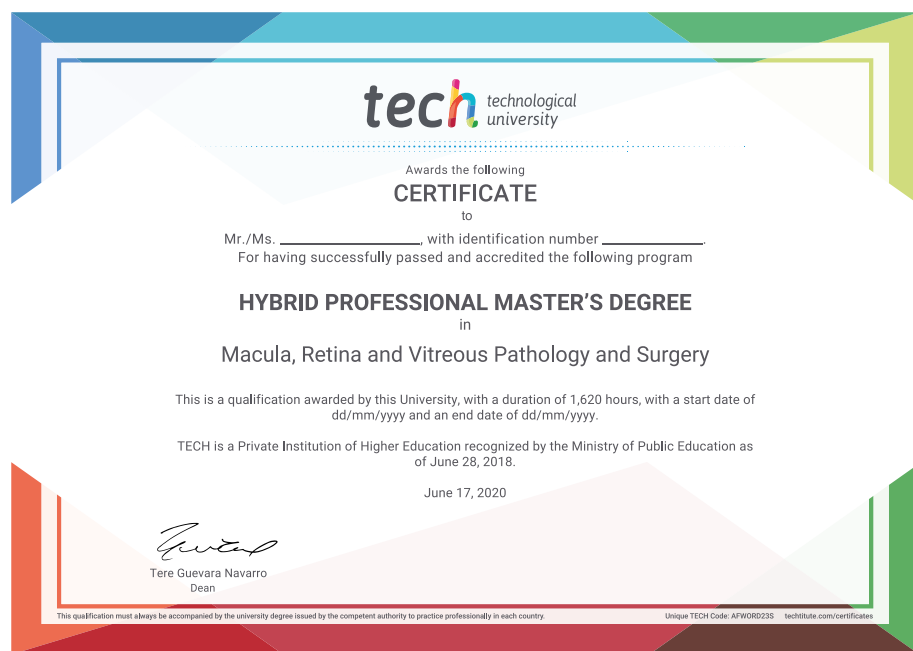 tech technological
university
Awards the following
CERTIFICATE
to
Mr./Ms. ____________________, with identification number ______________.
For having successfully passed and accredited the following program
HYBRID PROFESSIONAL MASTER'S DEGREE
in
Macula, Retina and Vitreous Pathology and Surgery
This is a qualification awarded by this University, with a duration of 1,620 hours, with a start date of
dd/mm/yyyy and an end date of dd/mm/yyyy.
TECH is a Private Institution of Higher Education recognized by the Ministry of Public Education as
of June 28, 2018.
June 17, 2020
Tere Guevara Navarro
Dean
This qualification must always be accompanied by the university degree issued by the competent authority to practice professionally in each country. Unique TECH Code: AFWORD23S techtitute.com/certificates